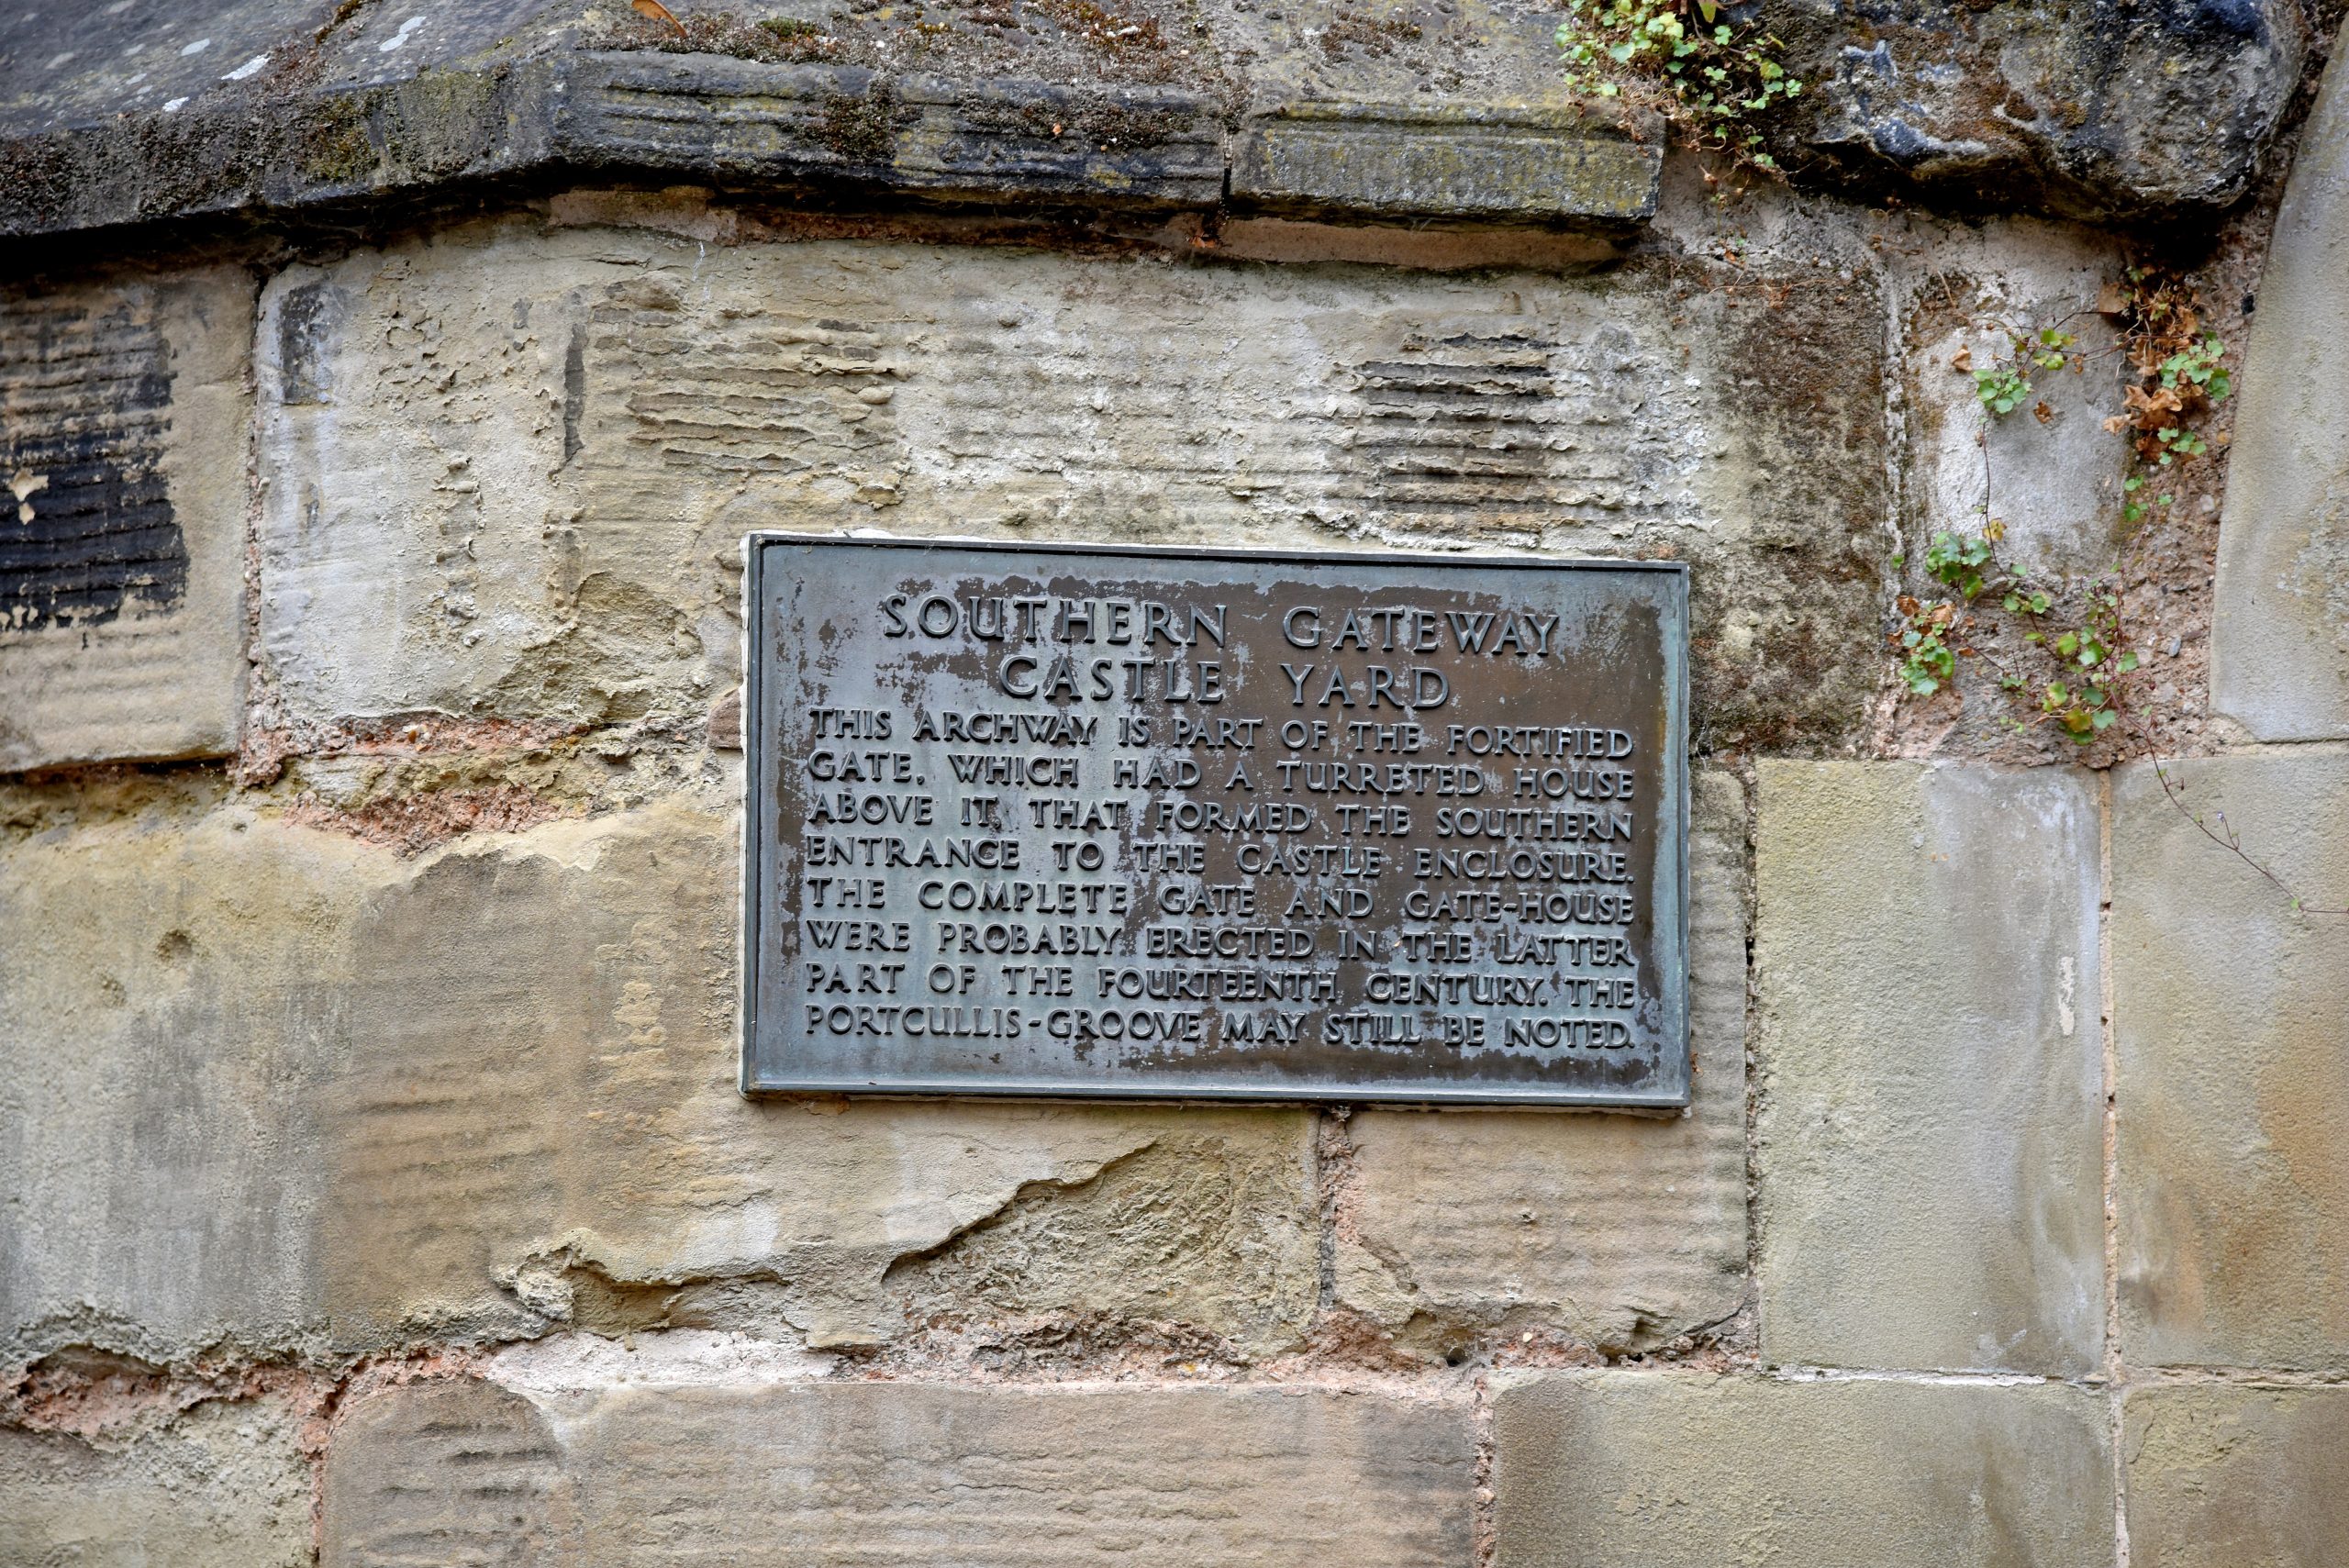 SOUTHERN GATEWAY
CASTLE YARD
THIS ARCHWAY IS PART OF THE FORTIFIED
GATE, WHICH HAD A TURRETED HOUSE
ABOVE IT, THAT FORMED THE SOUTHERN
ENTRANCE TO THE CASTLE ENCLOSURE.
THE COMPLETE GATE AND GATE-HOUSE
WERE PROBABLY ERECTED IN THE LATTER
PART OF THE FOURTEENTH CENTURY. THE
PORTCULLIS-GROOVE MAY STILL BE NOTED.